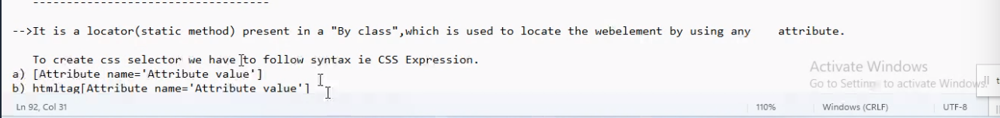 ----------------------------------
-->It is a locator(static method) present in a "By class",which is used to locate the webelement by using any    attribute.
To create css selector we have to follow syntax ie CSS Expression.
a) [Attribute name='Attribute value']
b) htmltag[Attribute name='Attribute value']
Activate Windows
Go to Settings to activate Windows.
Ln 92, Col 31
110%
Windows (CRLF)
UTF-8